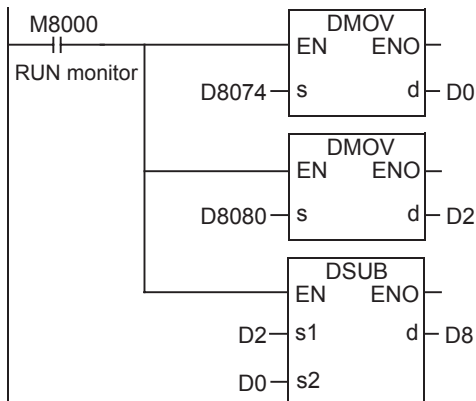 M8000
RUN monitor
DMOV
EN ENO
D8074 s d D0
DMOV
EN ENO
D8080 s d D2
DSUB
EN ENO
D2 s1 d D8
D0 s2